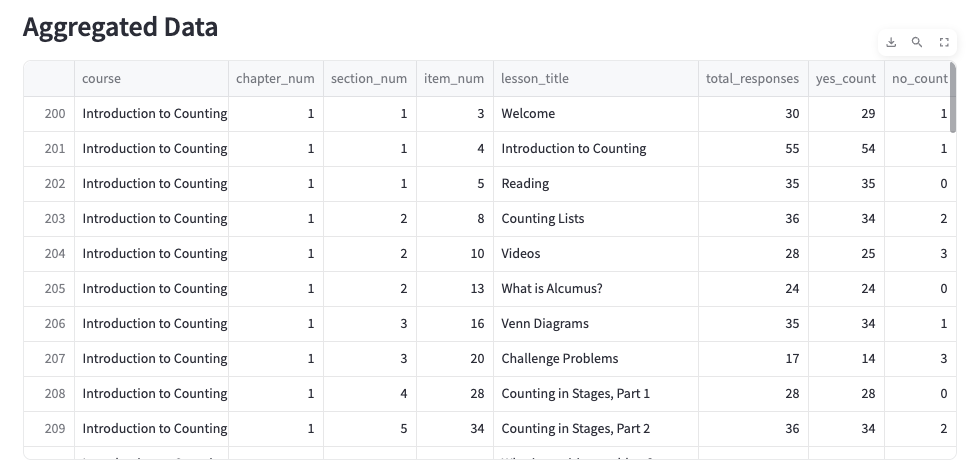 Aggregated Data
course chapter_num section_num item_num lesson_title total_responses yes_count no_count
200 Introduction to Counting 1 1 3 Welcome 30 29 1
201 Introduction to Counting 1 1 4 Introduction to Counting 55 54 1
202 Introduction to Counting 1 1 5 Reading 35 35 0
203 Introduction to Counting 1 2 8 Counting Lists 36 34 2
204 Introduction to Counting 1 2 10 Videos 28 25 3
205 Introduction to Counting 1 2 13 What is Alcumus? 24 24 0
206 Introduction to Counting 1 3 16 Venn Diagrams 35 34 1
207 Introduction to Counting 1 3 20 Challenge Problems 17 14 3
208 Introduction to Counting 1 4 28 Counting in Stages, Part 1 28 28 0
209 Introduction to Counting 1 5 34 Counting in Stages, Part 2 36 34 2